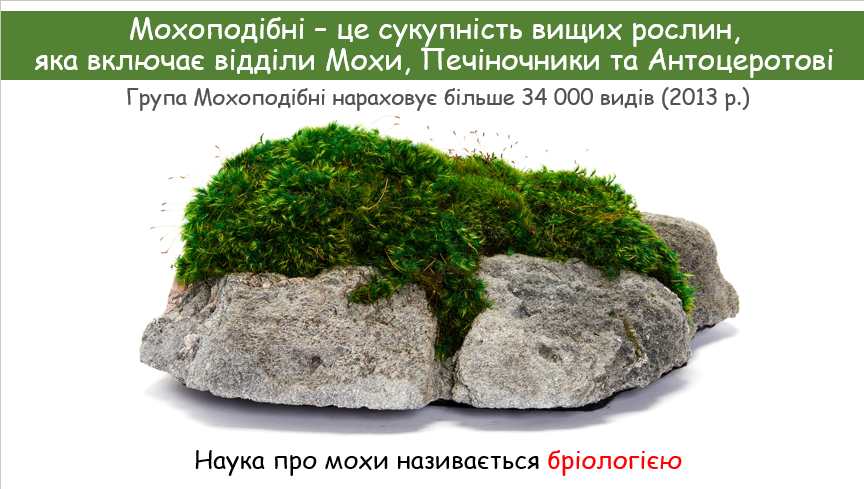 Мохоподібні – це сукупність вищих рослин,
яка включає відділи Мохи, Печіночники та Антоцеротові
Група Мохоподібні нараховує більше 34 000 видів (2013 р.)
Наука про мохи називається бріологією